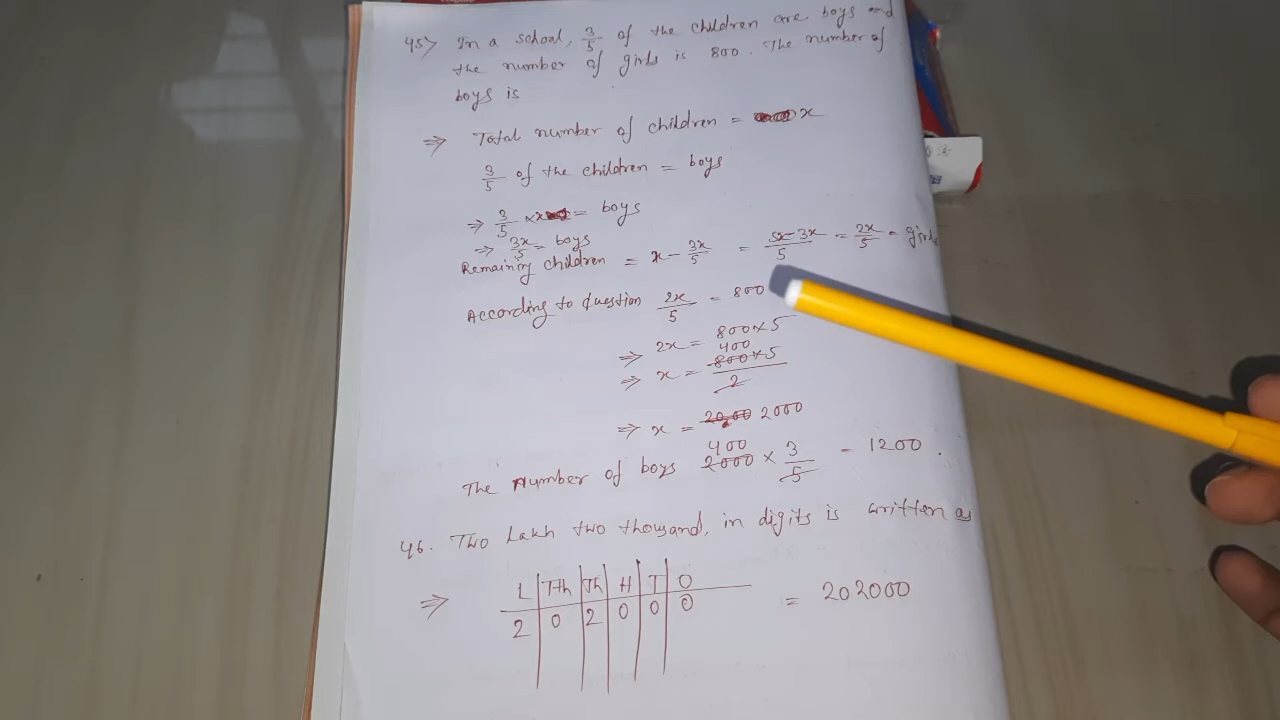 45> In a school, 3/5 of the children are boys and
the number of girls is 800. The number of
boys is
⇒ Total number of children = x
3/5 of the children = boys
⇒ 3/5 × x = boys
⇒ 3x/5 = boys
Remaining children = x - 3x/5 = 5x-3x/5 = 2x/5 = girls
According to Question 2x/5 = 800
⇒ 2x = 800×5
400
⇒ x = 800×5/2
⇒ x = 2000
400
The Number of boys 2000 × 3/5 = 1200.
46. Two Lakh two thousand, in digits is written as
L T-th Th H T O
⇒ 2 0 2 0 0 0 = 202000